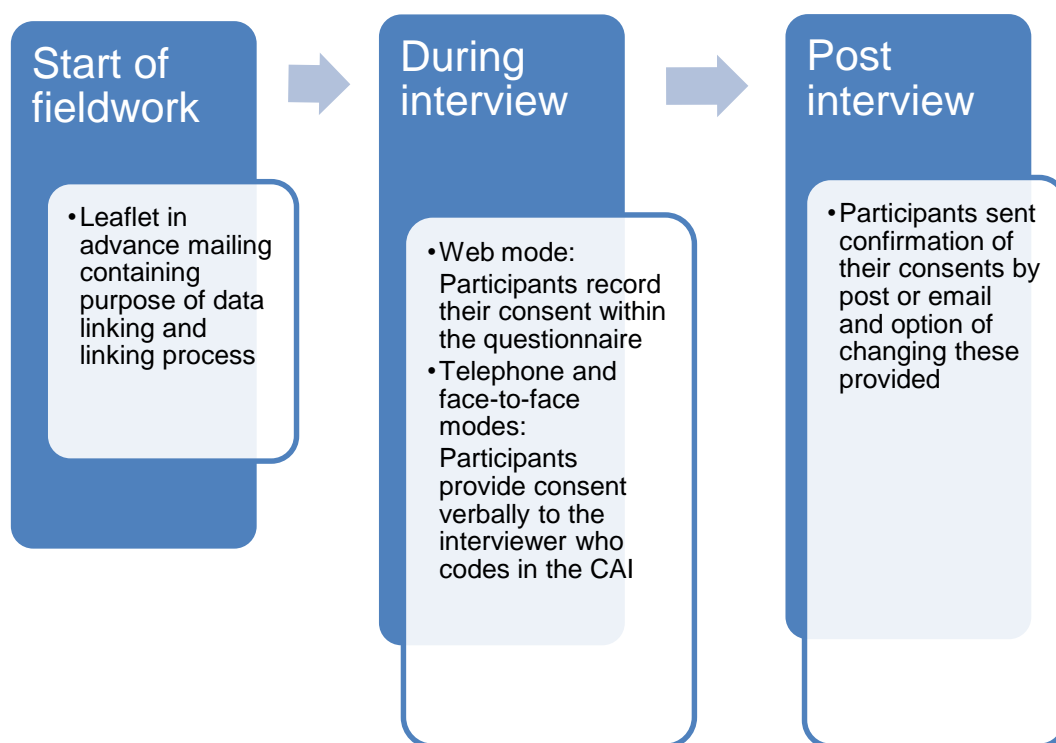 Start of
fieldwork
•Leaflet in
advance mailing
containing
purpose of data
linking and
linking process
During
interview
•Web mode:
Participants record
their consent within
the questionnaire
•Telephone and
face-to-face
modes:
Participants
provide consent
verbally to the
interviewer who
codes in the CAI
Post
interview
•Participants sent
confirmation of
their consents by
post or email
and option of
changing these
provided